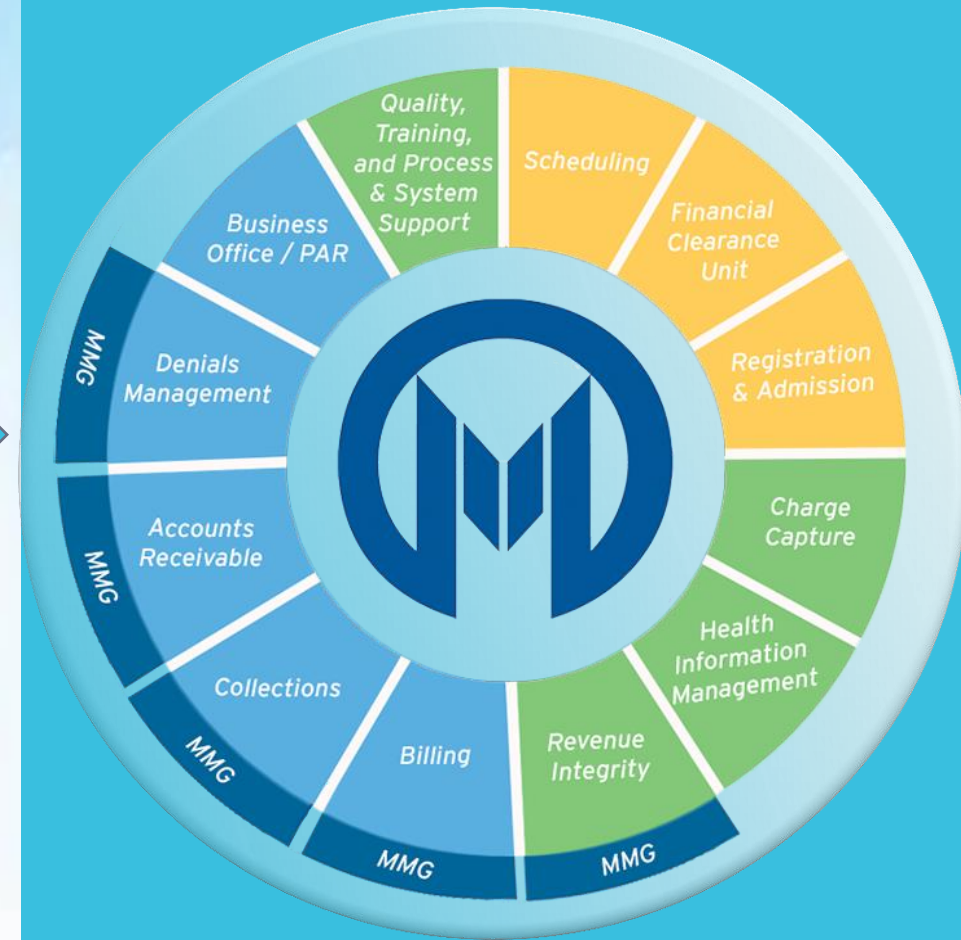 Quality,
Training,
and Process
& System
Support
Scheduling
Financial
Clearance
Unit
Registration
& Admission
Charge
Capture
Health
Information
Management
Revenue
Integrity
MMG
Billing
MMG
Collections
MMG
Accounts
Receivable
MMG
Denials
Management
MMG
Business
Office / PAR